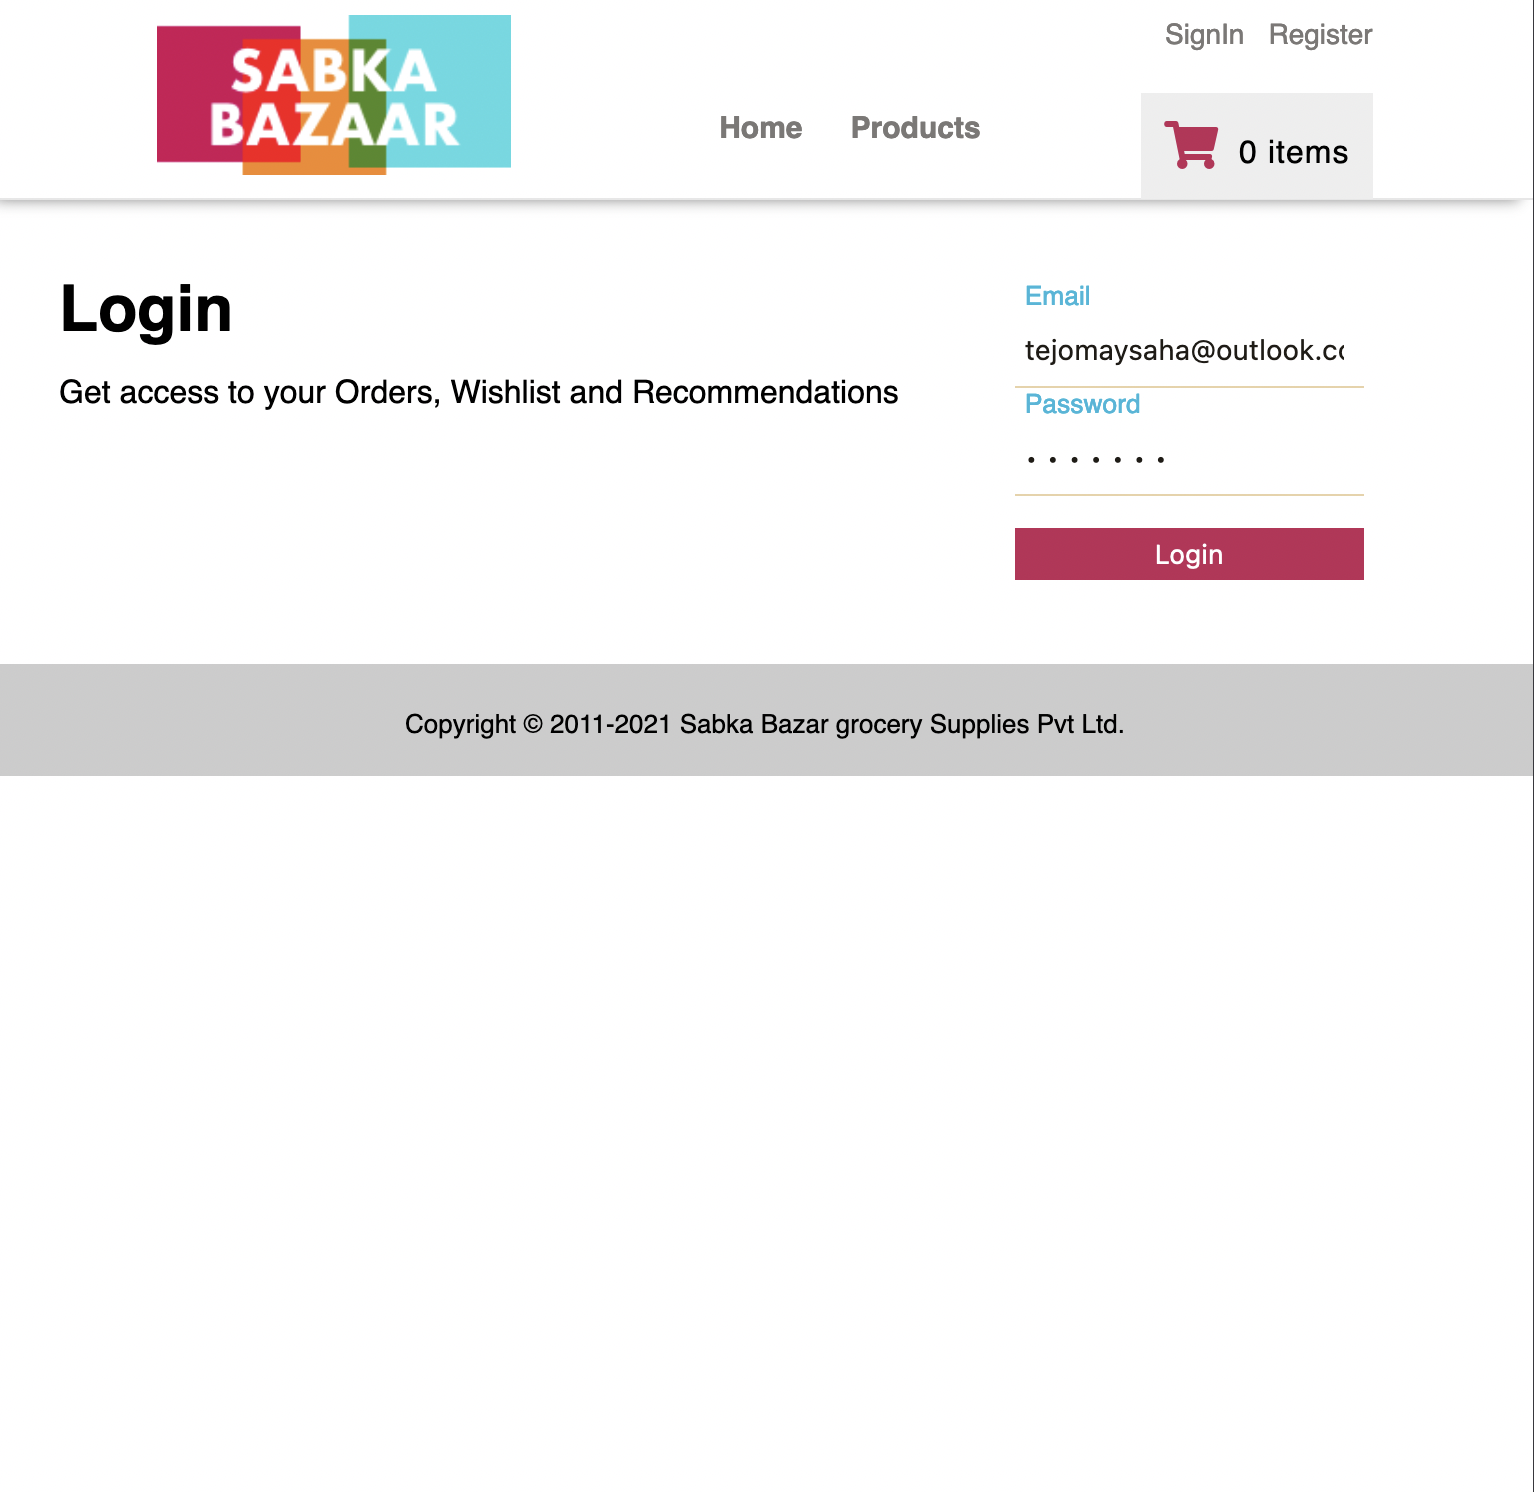 SABKA
BAZAAR
SignIn Register
Home Products
0 items
Login
Get access to your Orders, Wishlist and Recommendations
Email
tejomaysaha@outlook.cc
Password
.......
Login
Copyright © 2011-2021 Sabka Bazar grocery Supplies Pvt Ltd.